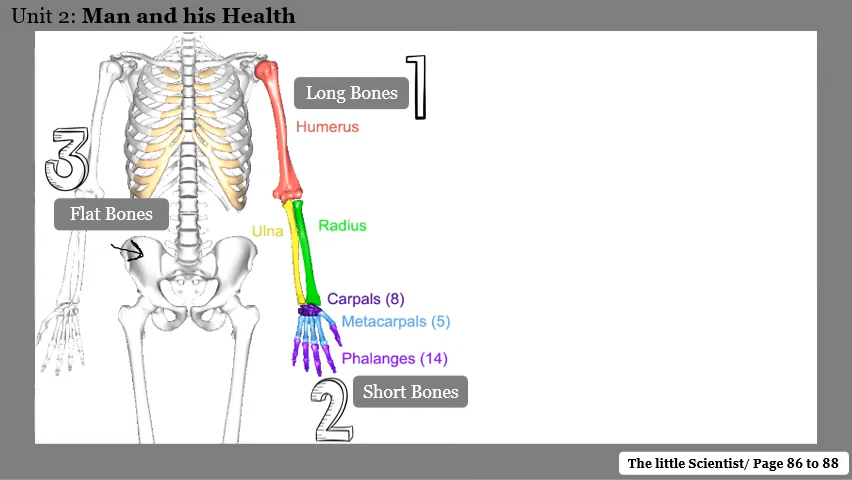 Unit 2: Man and his Health
1
Long Bones
Humerus
3
Flat Bones
Ulna
Radius
Carpals (8)
Metacarpals (5)
Phalanges (14)
2
Short Bones
The little Scientist/ Page 86 to 88